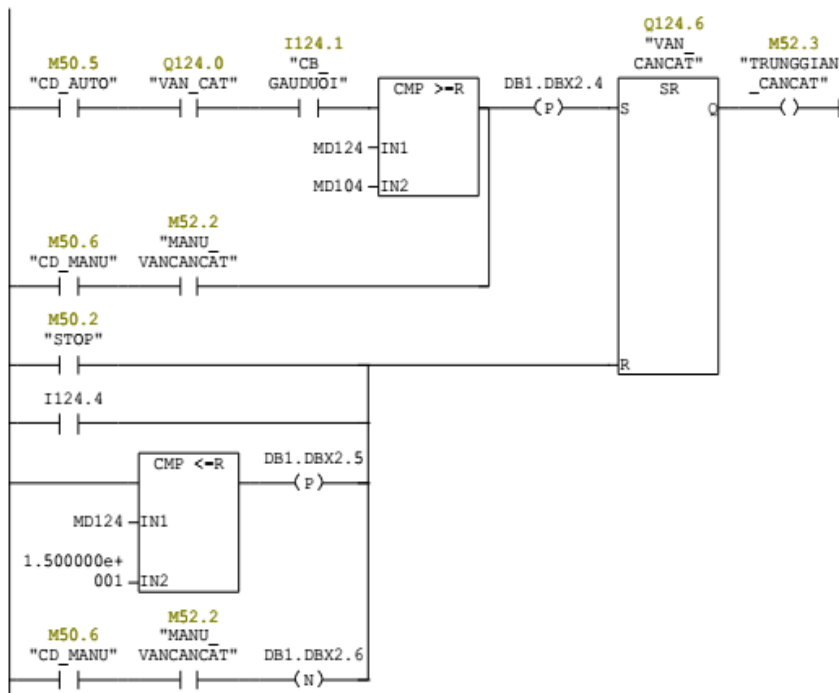 Q124.6
I124.1
"VAN_
M52.3
M50.5
Q124.0
"CB_
CANCAT"
"TRUNGGIAN
"CD_AUTO"
"VAN_CAT"
GAUDUOI"
CMP >=R
DB1.DBX2.4
SR
_CANCAT"
(P)
S
Q
( )
MD124
IN1
MD104
IN2
M52.2
M50.6
"MANU_
"CD_MANU"
VANCANCAT"
M50.2
"STOP"
R
I124.4
CMP <=R
DB1.DBX2.5
(P)
MD124
IN1
1.500000e+
001
IN2
M52.2
M50.6
"MANU_
"CD_MANU"
VANCANCAT"
DB1.DBX2.6
(N)